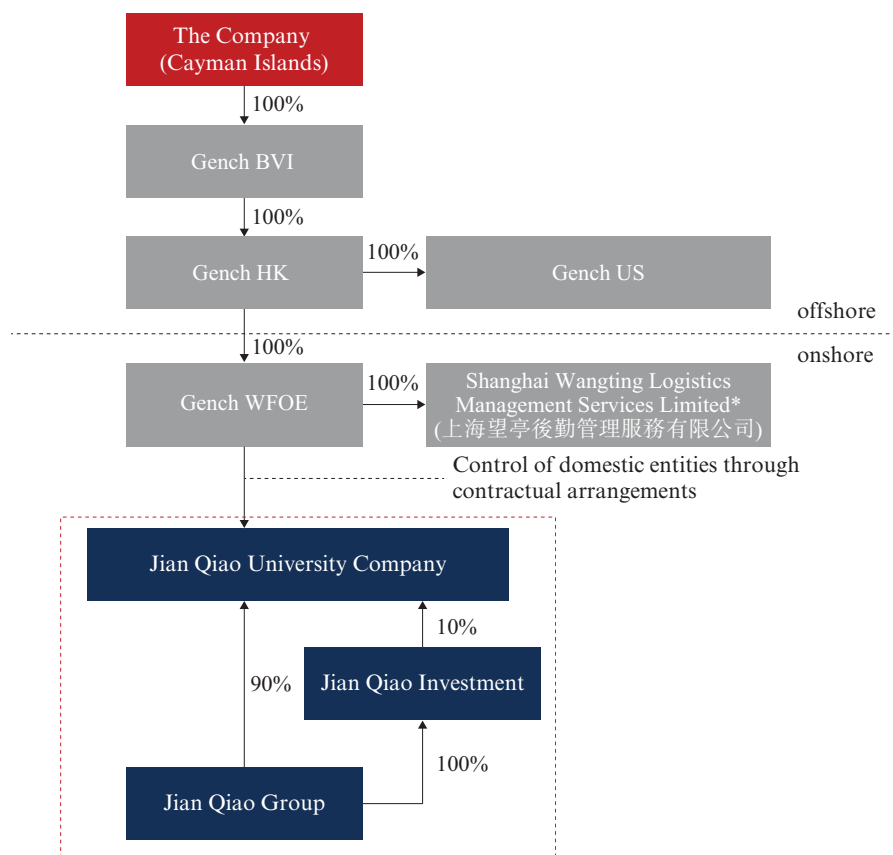 The Company
(Cayman Islands)
100%
Gench BVI
100%
Gench HK
100%
Gench US
offshore
100%
onshore
Gench WFOE
100%
Shanghai Wangting Logistics
Management Services Limited*
(上海望亭後勤管理服務有限公司)
Control of domestic entities through
contractual arrangements
Jian Qiao University Company
10%
90%
Jian Qiao Investment
100%
Jian Qiao Group